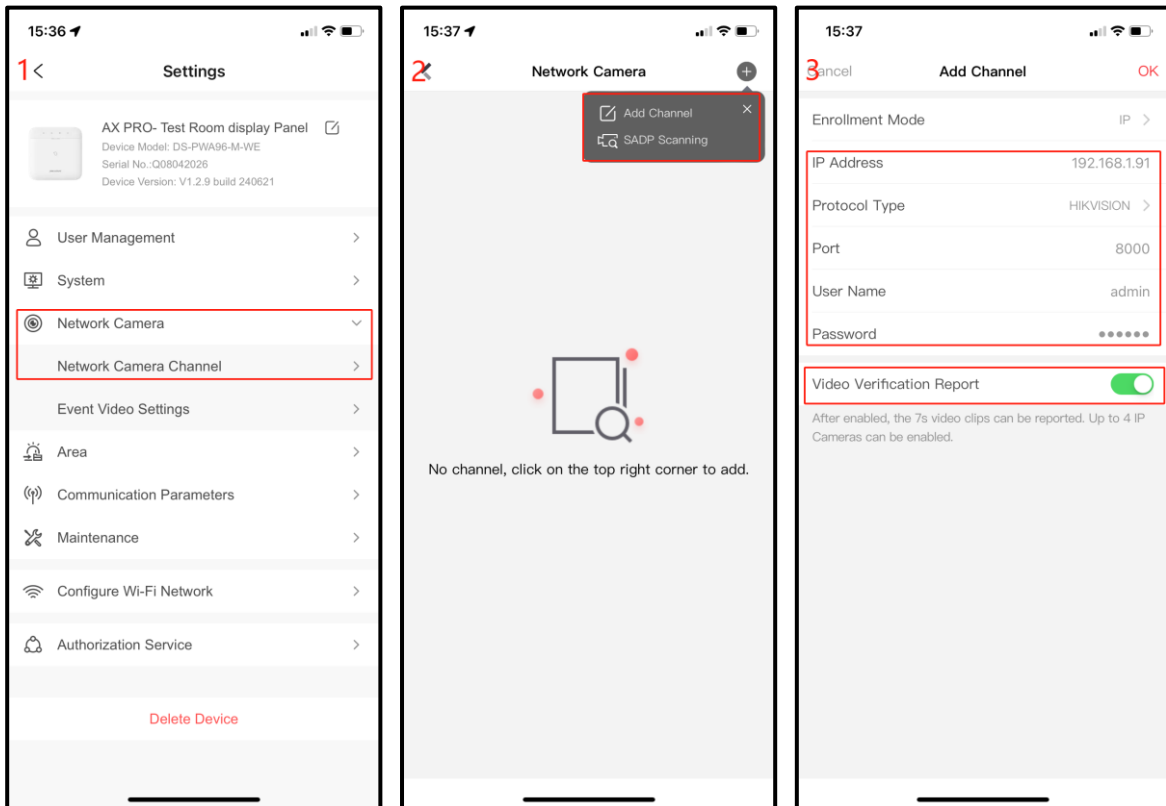 15:36
1
Settings
AX PRO- Test Room display Panel
Device Model: DS-PWA96-M-WE
Serial No.:Q08042026
Device Version: V1.2.9 build 240621
User Management
System
Network Camera
Network Camera Channel
Event Video Settings
Area
Communication Parameters
Maintenance
Configure Wi-Fi Network
Authorization Service
Delete Device
15:37
2
Network Camera
Add Channel
SADP Scanning
No channel, click on the top right corner to add.
15:37
3
Cancel Add Channel OK
Enrollment Mode IP
IP Address 192.168.1.91
Protocol Type HIKVISION
Port 8000
User Name admin
Password ••••••
Video Verification Report
After enabled, the 7s video clips can be reported. Up to 4 IP
Cameras can be enabled.